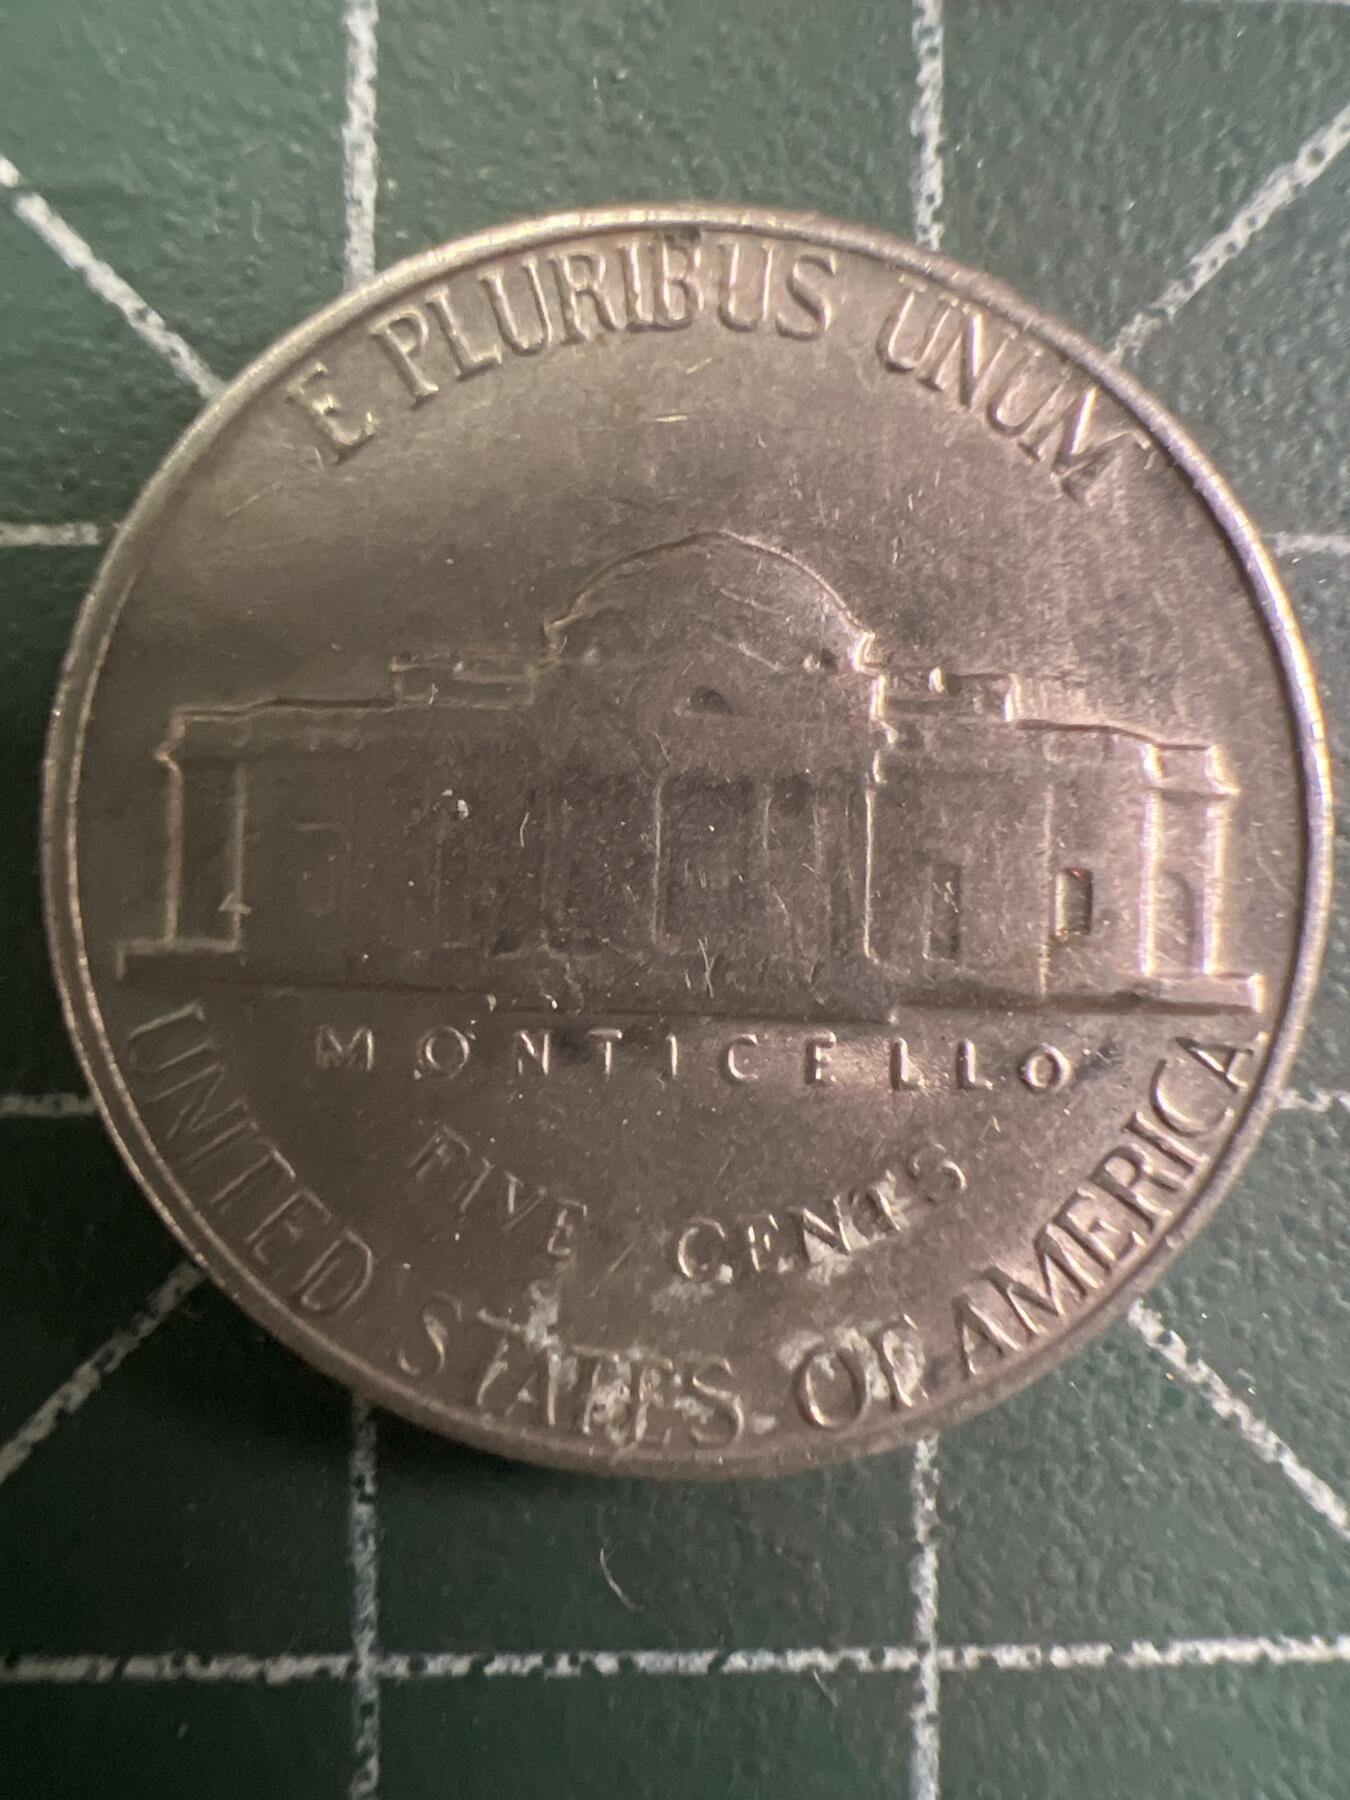 E PLURIBUS UNUM
MONTICELLO
FIVE CENTS
UNITED STATES OF AMERICA